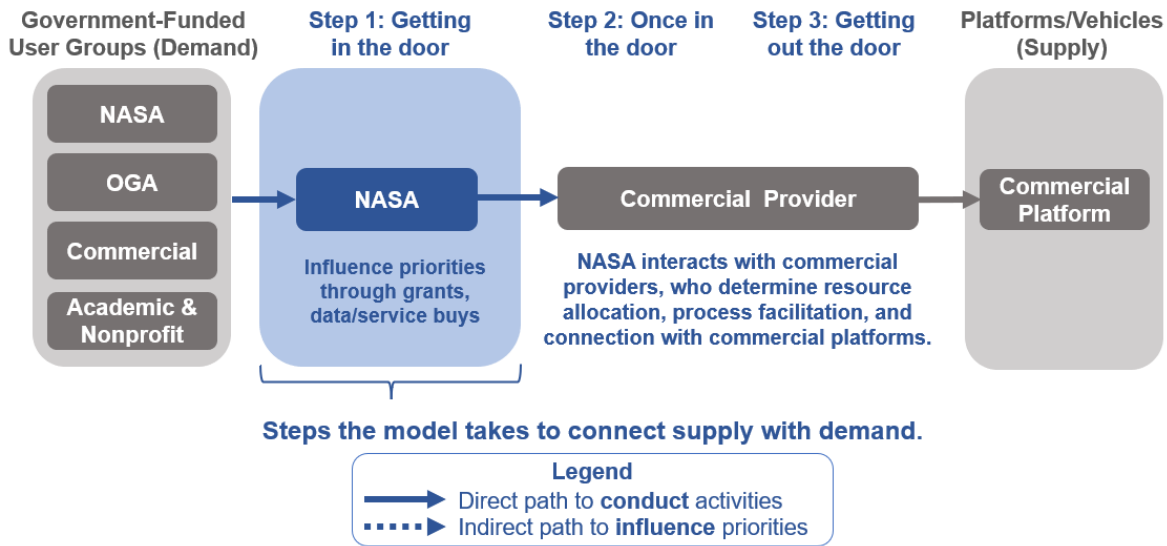 Government-Funded
User Groups (Demand)
Step 1: Getting
in the door
Step 2: Once in
the door
Step 3: Getting
out the door
Platforms/Vehicles
(Supply)
NASA
OGA
Commercial
Academic &
Nonprofit
NASA
Influence priorities
through grants,
data/service buys
Commercial Provider
NASA interacts with commercial
providers, who determine resource
allocation, process facilitation, and
connection with commercial platforms.
Commercial
Platform
Steps the model takes to connect supply with demand.
Legend
Direct path to conduct activities
Indirect path to influence priorities